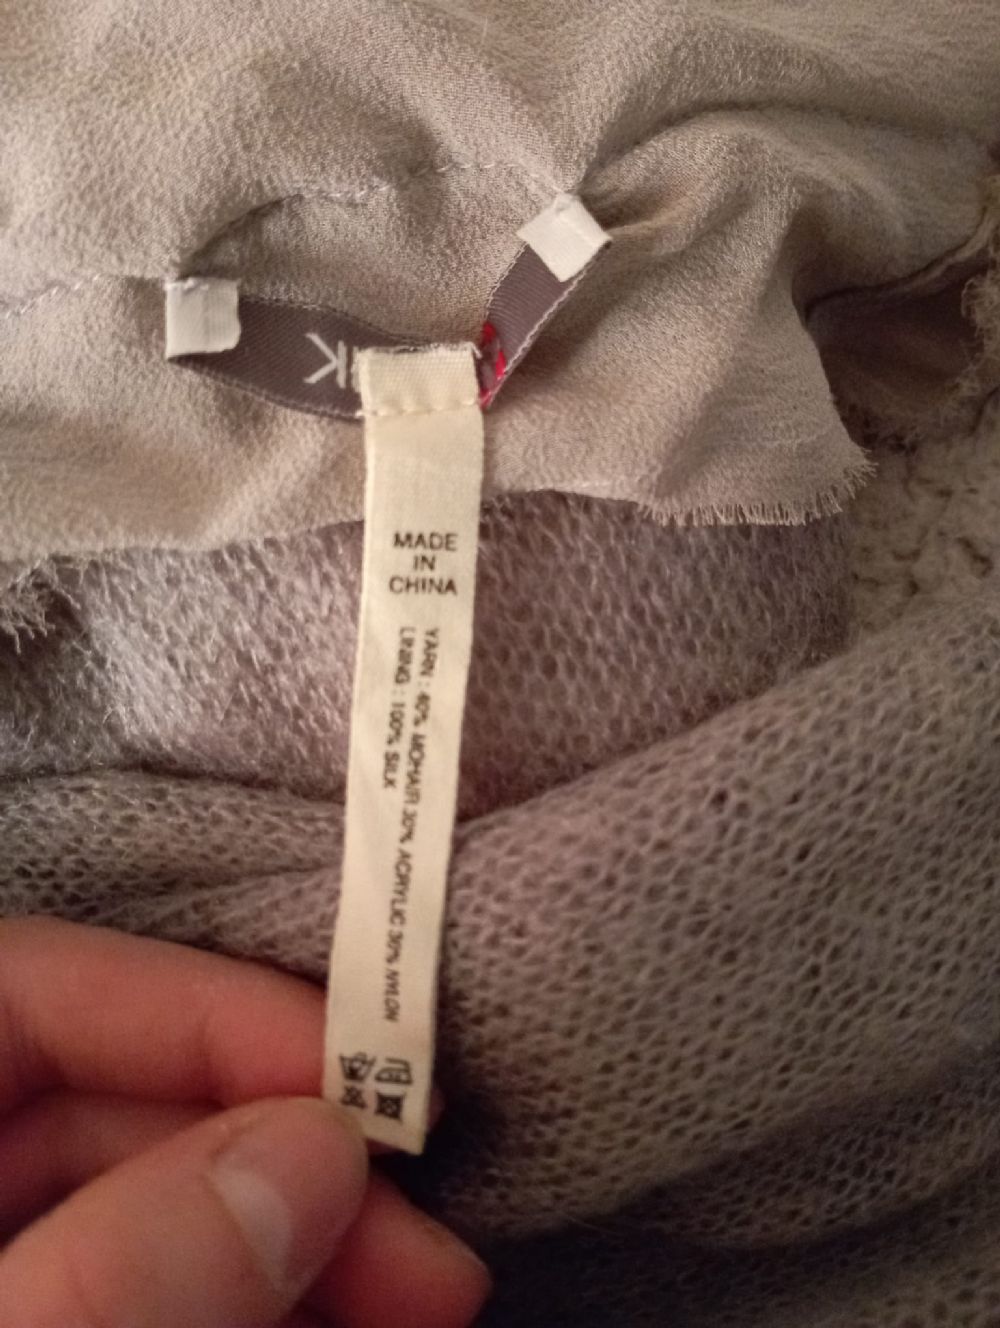 MADE
IN
CHINA
YARN : 40% MOHAIR 30% ACRYLIC 30% NYLON
LINING : 100% SILK